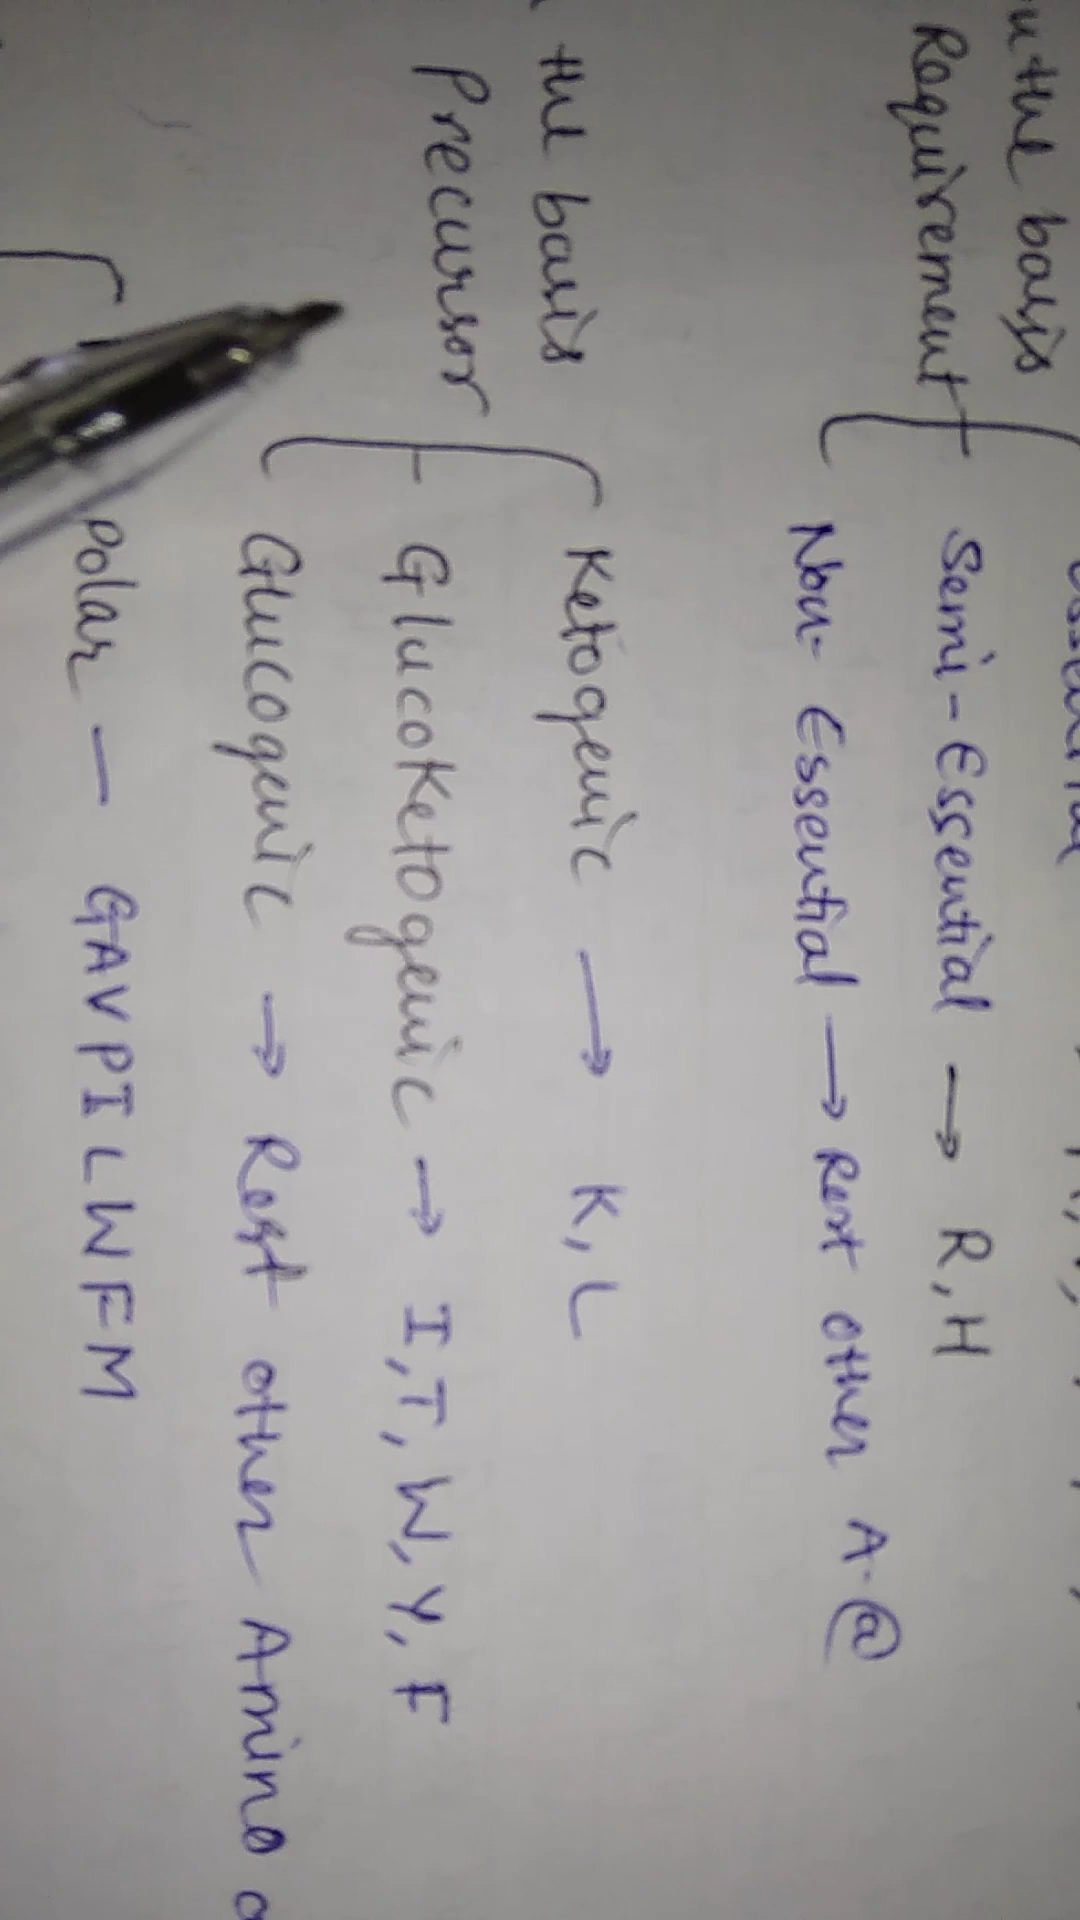 the basis
Requirement
Semi-Essential → R, H
Non-Essential → Rest other A.@
the basis
Precursor
Ketogenic → K, L
GlucoKetogenic → I, T, W, Y, F
Glucogenic → Rest other Amino
Polar — GAVPILWFM